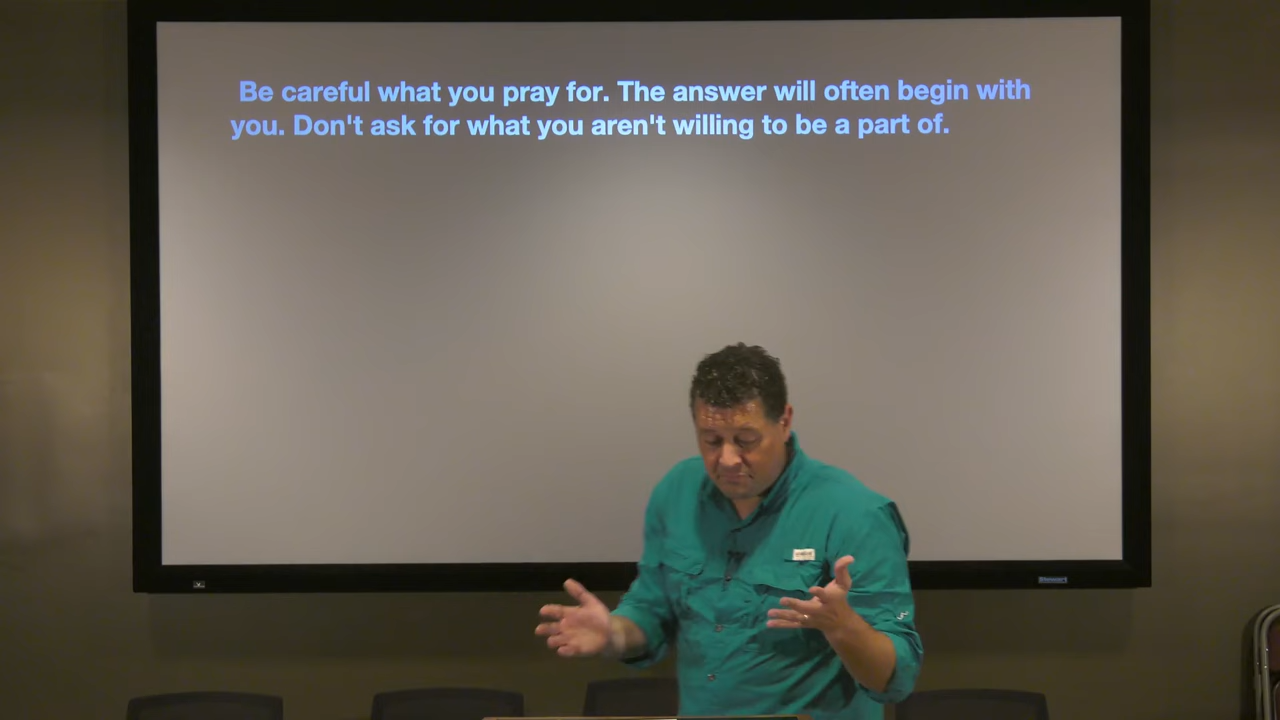 Be careful what you pray for. The answer will often begin with
you. Don't ask for what you aren't willing to be a part of.